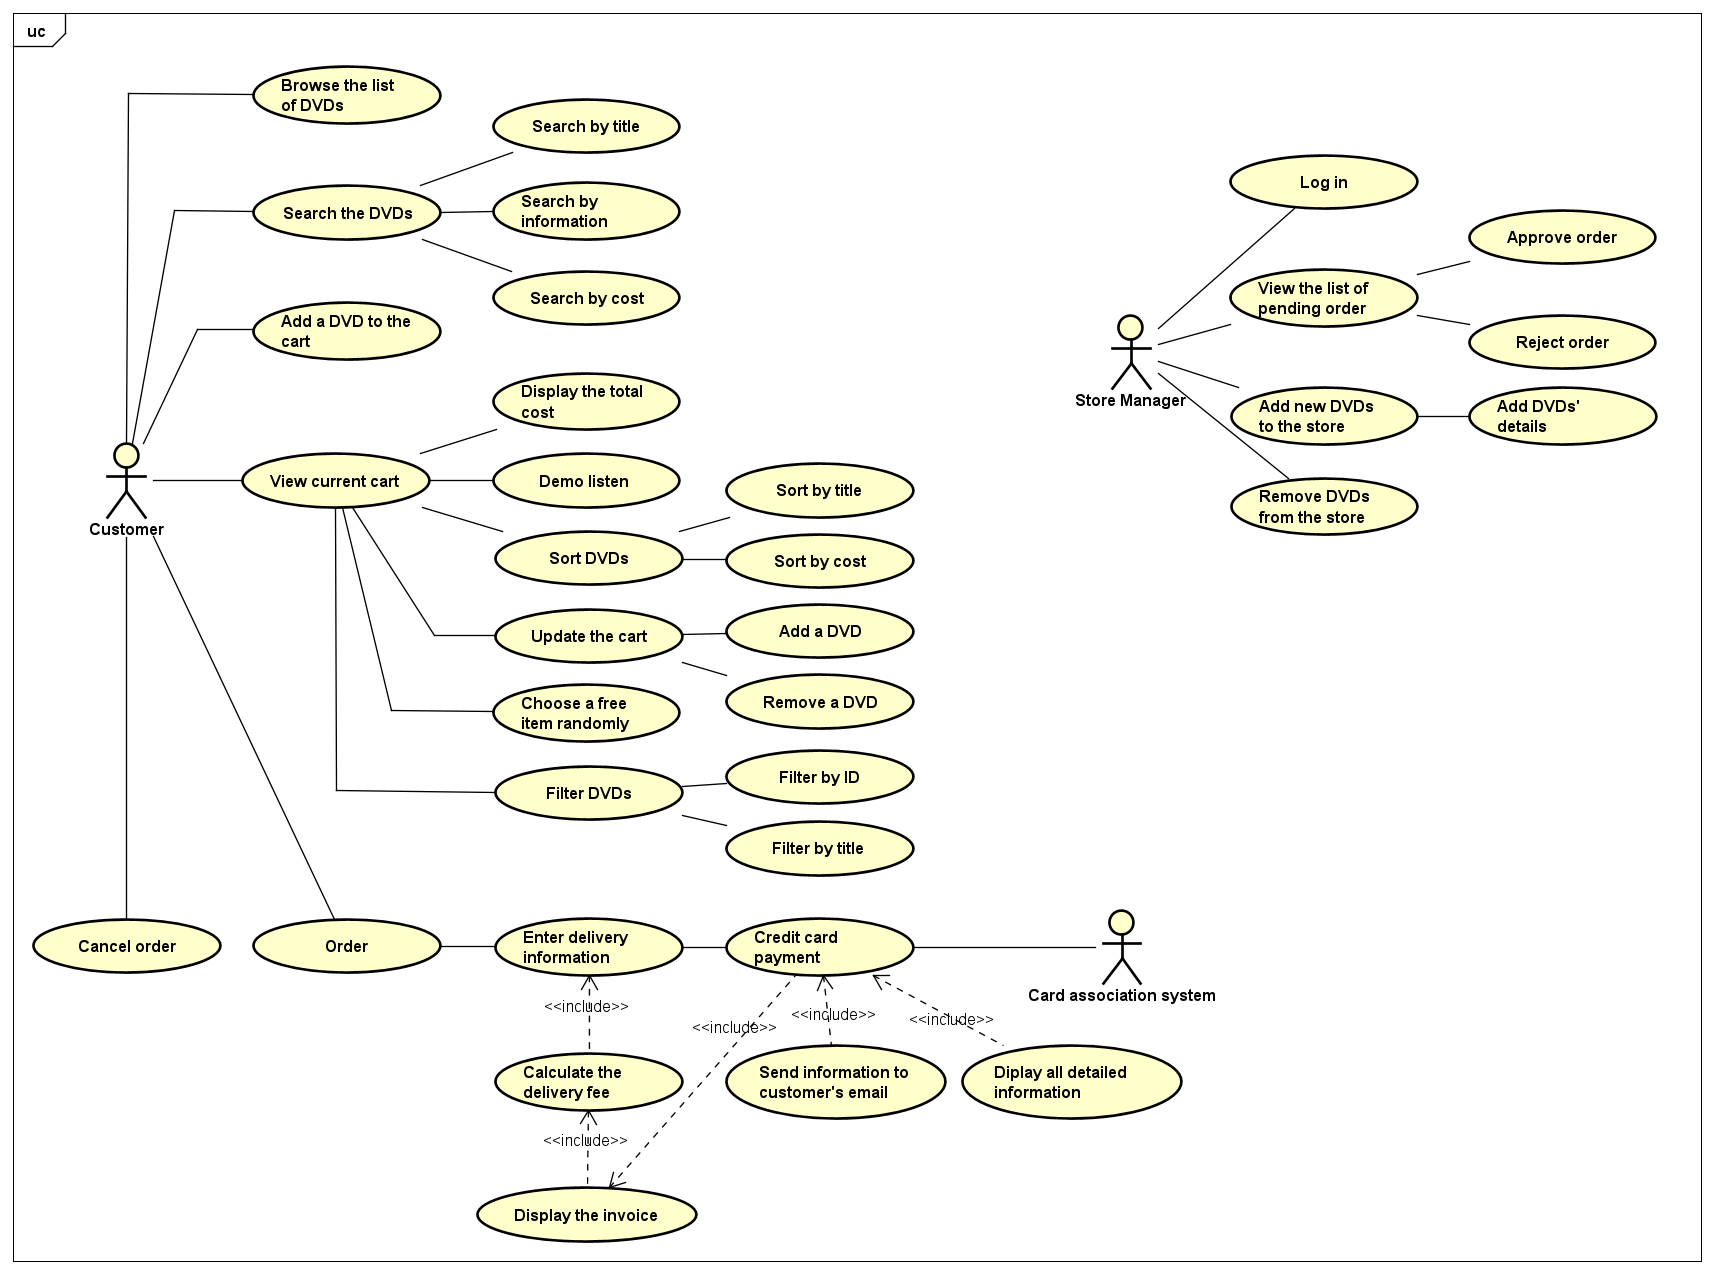 uc
Browse the list
of DVDs
Search by title
Search the DVDs
Search by
information
Search by cost
Add a DVD to the
cart
Display the total
cost
View current cart
Demo listen
Customer
Sort by title
Sort DVDs
Sort by cost
Update the cart
Add a DVD
Remove a DVD
Choose a free
item randomly
Filter by ID
Filter DVDs
Filter by title
Log in
Approve order
View the list of
pending order
Reject order
Store Manager
Add new DVDs
to the store
Add DVDs'
details
Remove DVDs
from the store
Cancel order
Order
Enter delivery
information
Credit card
payment
Card association system
<<include>>
<<include>>
<<include>>
<<include>>
Calculate the
delivery fee
Send information to
customer's email
Diplay all detailed
information
<<include>>
Display the invoice